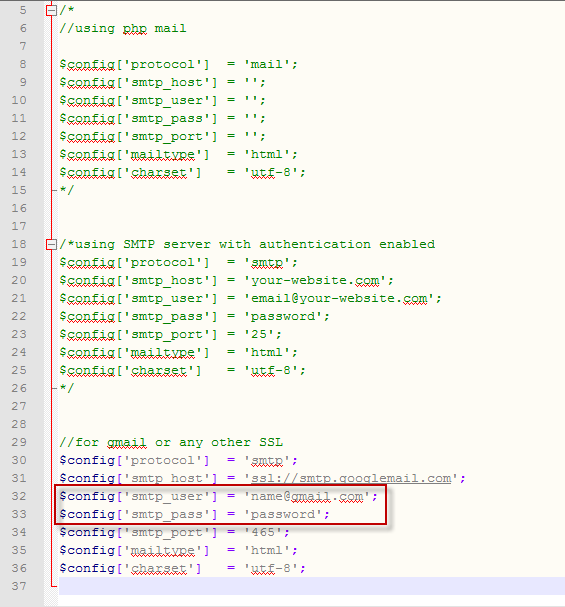 5 /*
6 //using php mail
7
8 $config['protocol']  = 'mail';
9 $config['smtp_host'] = '';
10 $config['smtp_user'] = '';
11 $config['smtp_pass'] = '';
12 $config['smtp_port'] = '';
13 $config['mailtype']  = 'html';
14 $config['charset']   = 'utf-8';
15 */
16
17
18 /*using SMTP server with authentication enabled
19 $config['protocol']  = 'smtp';
20 $config['smtp_host'] = 'your-website.com';
21 $config['smtp_user'] = 'email@your-website.com';
22 $config['smtp_pass'] = 'password';
23 $config['smtp_port'] = '25';
24 $config['mailtype']  = 'html';
25 $config['charset']   = 'utf-8';
26 */
27
28
29 //for gmail or any other SSL
30 $config['protocol']  = 'smtp';
31 $config['smtp_host'] = 'ssl://smtp.googlemail.com';
32 $config['smtp_user'] = 'name@gmail.com';
33 $config['smtp_pass'] = 'password';
34 $config['smtp_port'] = '465';
35 $config['mailtype']  = 'html';
36 $config['charset']   = 'utf-8';
37